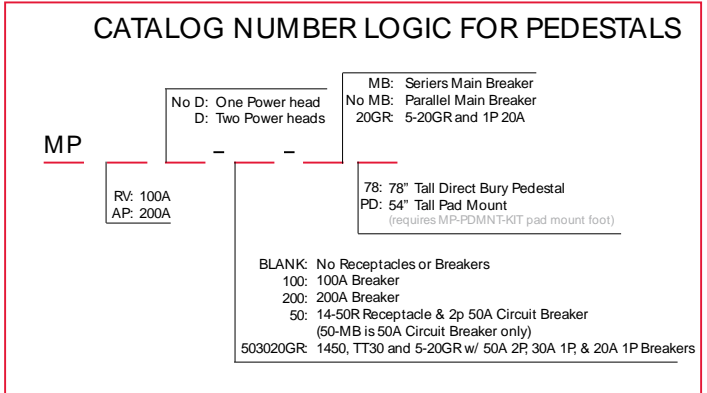 CATALOG NUMBER LOGIC FOR PEDESTALS
MB: Seriers Main Breaker
No MB: Parallel Main Breaker
20GR: 5-20GR and 1P 20A
No D: One Power head
D: Two Power heads
MP – –
RV: 100A
AP: 200A
78: 78" Tall Direct Bury Pedestal
PD: 54" Tall Pad Mount
(requires MP-PDMNT-KIT pad mount foot)
BLANK: No Receptacles or Breakers
100: 100A Breaker
200: 200A Breaker
50: 14-50R Receptacle & 2p 50A Circuit Breaker
(50-MB is 50A Circuit Breaker only)
503020GR: 1450, TT30 and 5-20GR w/ 50A 2P, 30A 1P, & 20A 1P Breakers